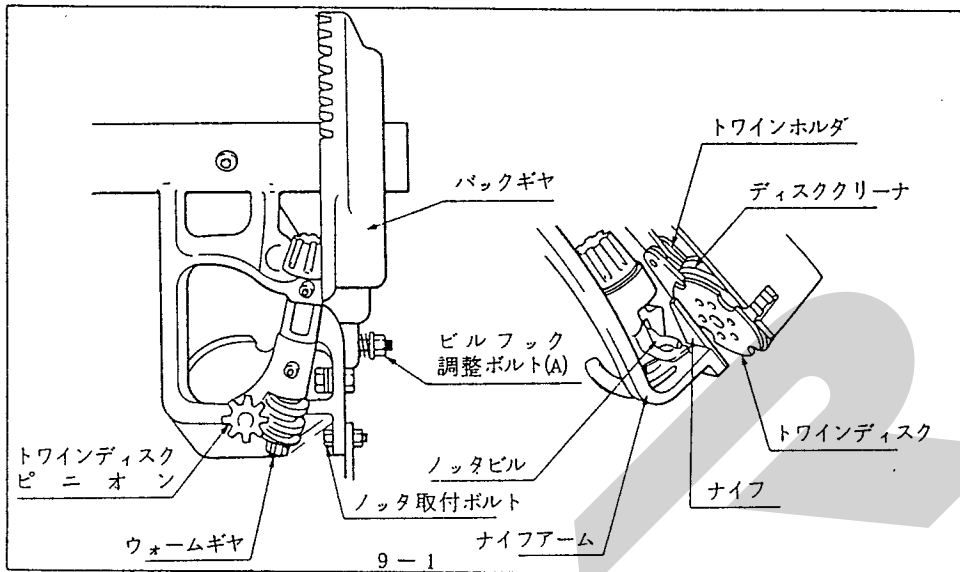 トワインホルダ
ディスククリーナ
バックギヤ
ビルフック
調整ボルト(A)
トワインディスク
ピニオン
トワインディスク
ノッタビル
ナイフ
ノッタ取付ボルト
ウォームギヤ
ナイフアーム
9-1